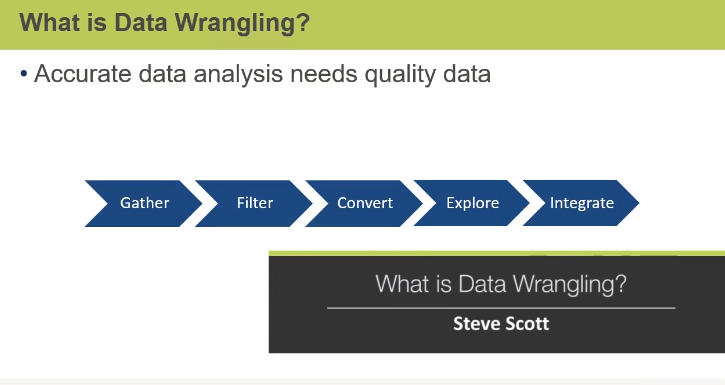 What is Data Wrangling?
• Accurate data analysis needs quality data
Gather Filter Convert Explore Integrate
What is Data Wrangling?
Steve Scott